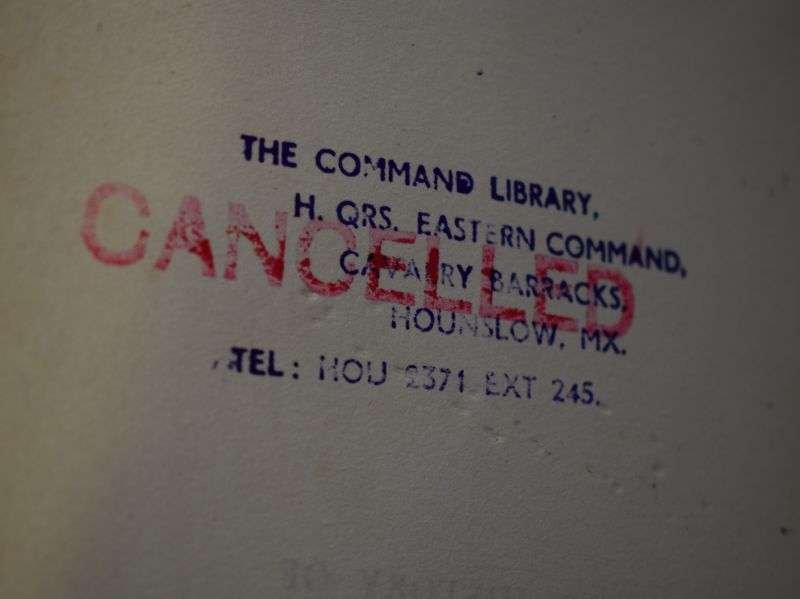 THE COMMAND LIBRARY,
H. QRS. EASTERN COMMAND,
CAVALRY BARRACKS,
HOUNSLOW, MX.
TEL: HOU 2371 EXT 245.
CANCELLED